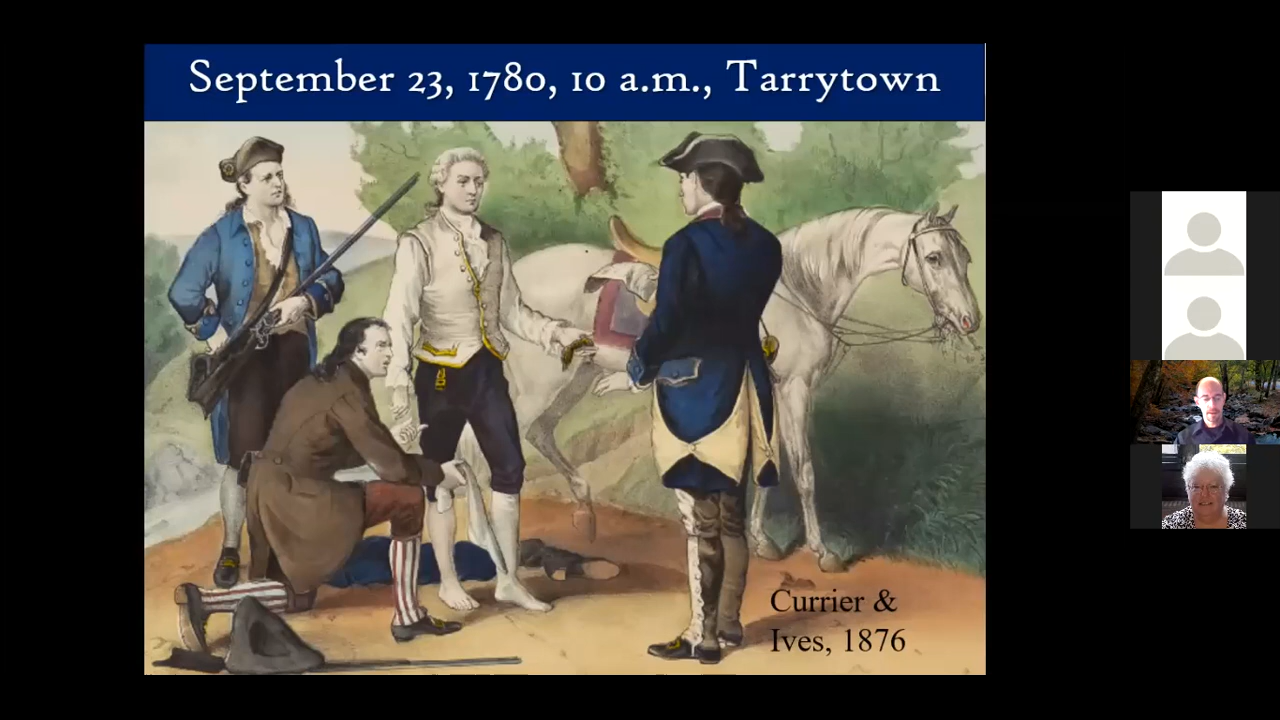 September 23, 1780, 10 a.m., Tarrytown
Currier &
Ives, 1876